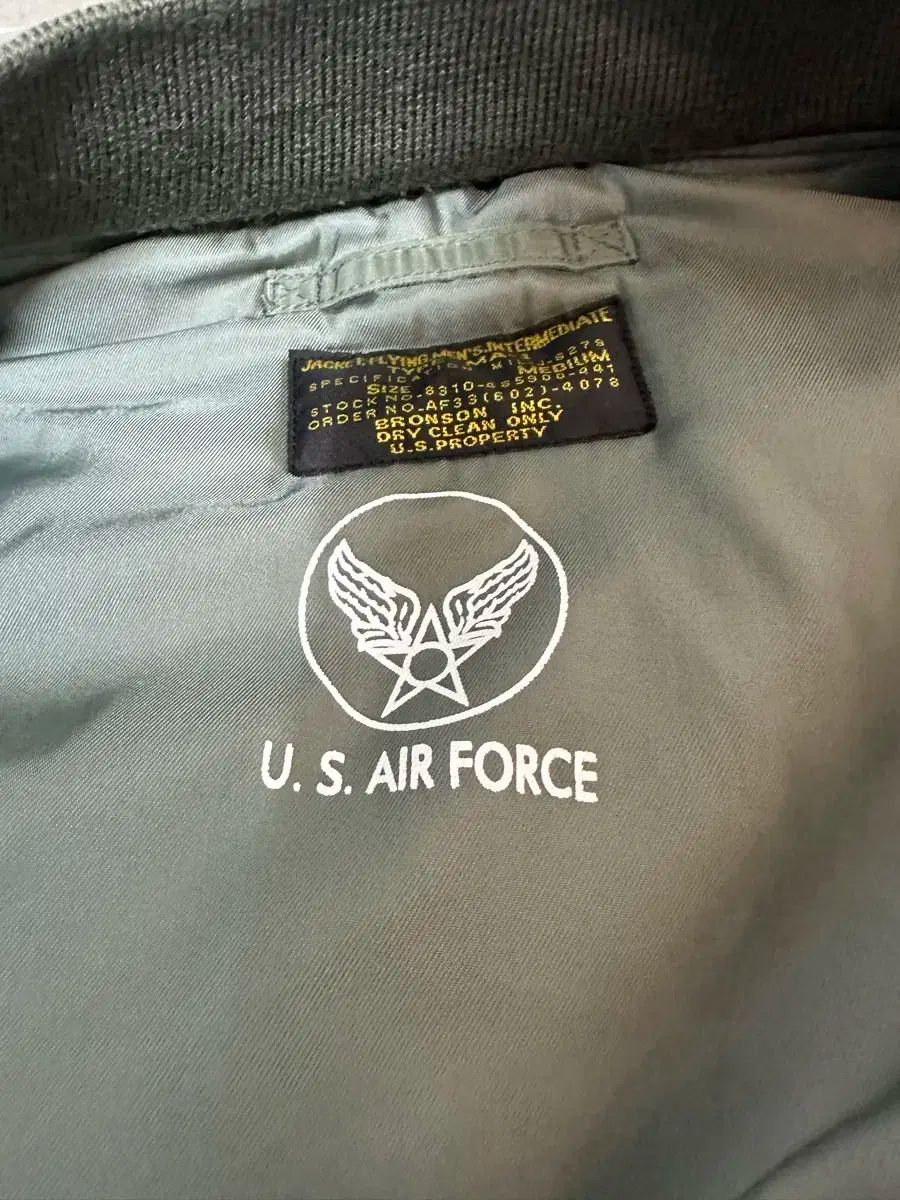 JACKET, FLYING MEN'S, INTERMEDIATE
TYPE MA-1
SPECIFICATION MIL-J-8279
SIZE MEDIUM
STOCK NO. 8310-465900-441
ORDER NO. AF33(602)-4078
BRONSON INC.
DRY CLEAN ONLY
U.S. PROPERTY
U. S. AIR FORCE